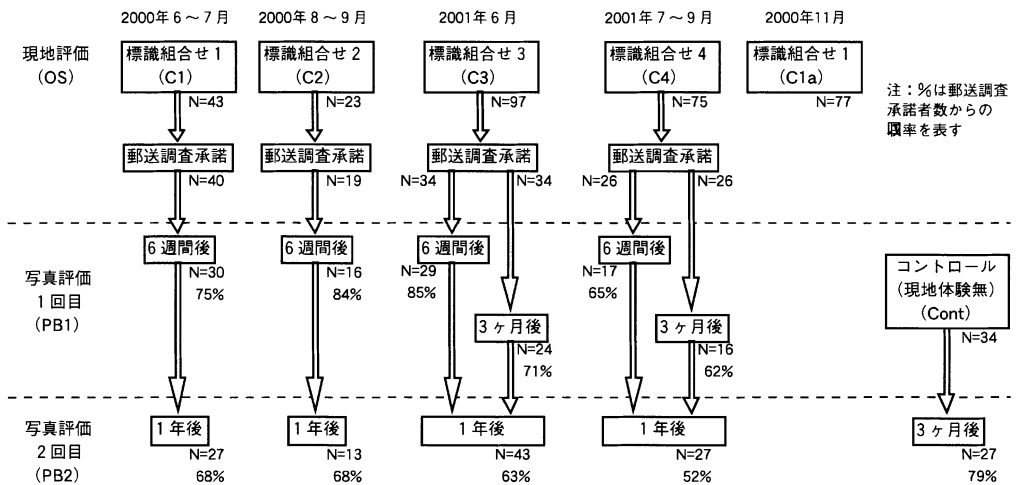 2000年6～7月
2000年8～9月
2001年6月
2001年7～9月
2000年11月
現地評価
(OS)
標識組合せ1
(C1)
N=43
標識組合せ2
(C2)
N=23
標識組合せ3
(C3)
N=97
標識組合せ4
(C4)
N=75
標識組合せ1
(C1a)
N=77
注：%は郵送調査
承諾者数からの
回収率を表す
郵送調査承諾
N=40
郵送調査承諾
N=19
郵送調査承諾
N=34
N=34
郵送調査承諾
N=26
N=26
写真評価
1回目
(PB1)
6週間後
N=30
75%
6週間後
N=16
84%
6週間後
N=29
85%
6週間後
N=17
65%
3ヶ月後
N=24
71%
3ヶ月後
N=16
62%
コントロール
(現地体験無)
(Cont)
N=34
写真評価
2回目
(PB2)
1年後
N=27
68%
1年後
N=13
68%
1年後
N=43
63%
1年後
N=27
52%
3ヶ月後
N=27
79%